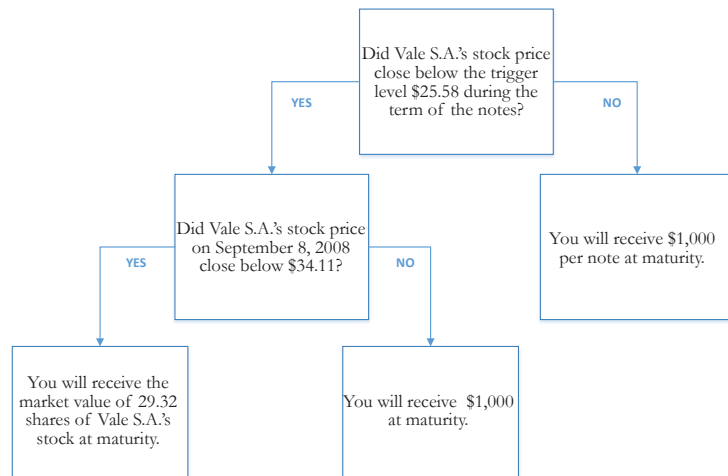 Did Vale S.A.'s stock price
close below the trigger
level $25.58 during the
term of the notes?
YES
NO
Did Vale S.A.'s stock price
on September 8, 2008
close below $34.11?
You will receive $1,000
per note at maturity.
YES
NO
You will receive the
market value of 29.32
shares of Vale S.A.'s
stock at maturity.
You will receive $1,000
at maturity.